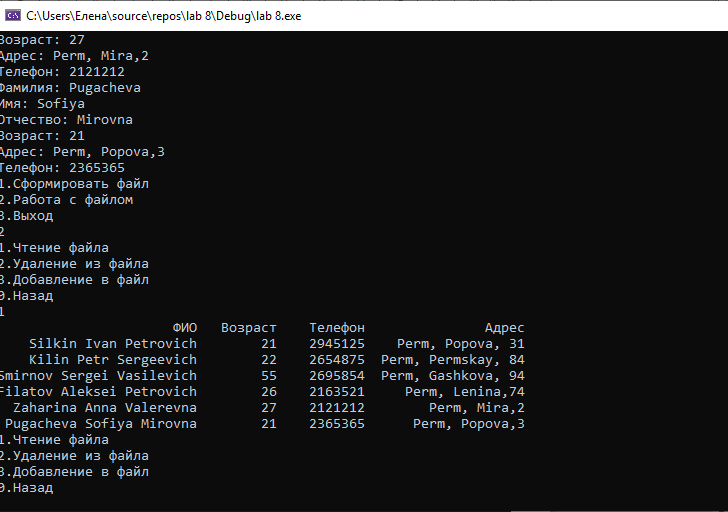 C:\Users\Елена\source\repos\lab 8\Debug\lab 8.exe
Возраст: 27
Адрес: Perm, Mira,2
Телефон: 2121212
Фамилия: Pugacheva
Имя: Sofiya
Отчество: Mirovna
Возраст: 21
Адрес: Perm, Popova,3
Телефон: 2365365
1.Сформировать файл
2.Работа с файлом
3.Выход
2
1.Чтение файла
2.Удаление из файла
3.Добавление в файл
0.Назад
1
ФИО Возраст Телефон Адрес
Silkin Ivan Petrovich 21 2945125 Perm, Popova, 31
Kilin Petr Sergeevich 22 2654875 Perm, Permskay, 84
Smirnov Sergei Vasilevich 55 2695854 Perm, Gashkova, 94
Filatov Aleksei Petrovich 26 2163521 Perm, Lenina,74
Zaharina Anna Valerevna 27 2121212 Perm, Mira,2
Pugacheva Sofiya Mirovna 21 2365365 Perm, Popova,3
1.Чтение файла
2.Удаление из файла
3.Добавление в файл
0.Назад